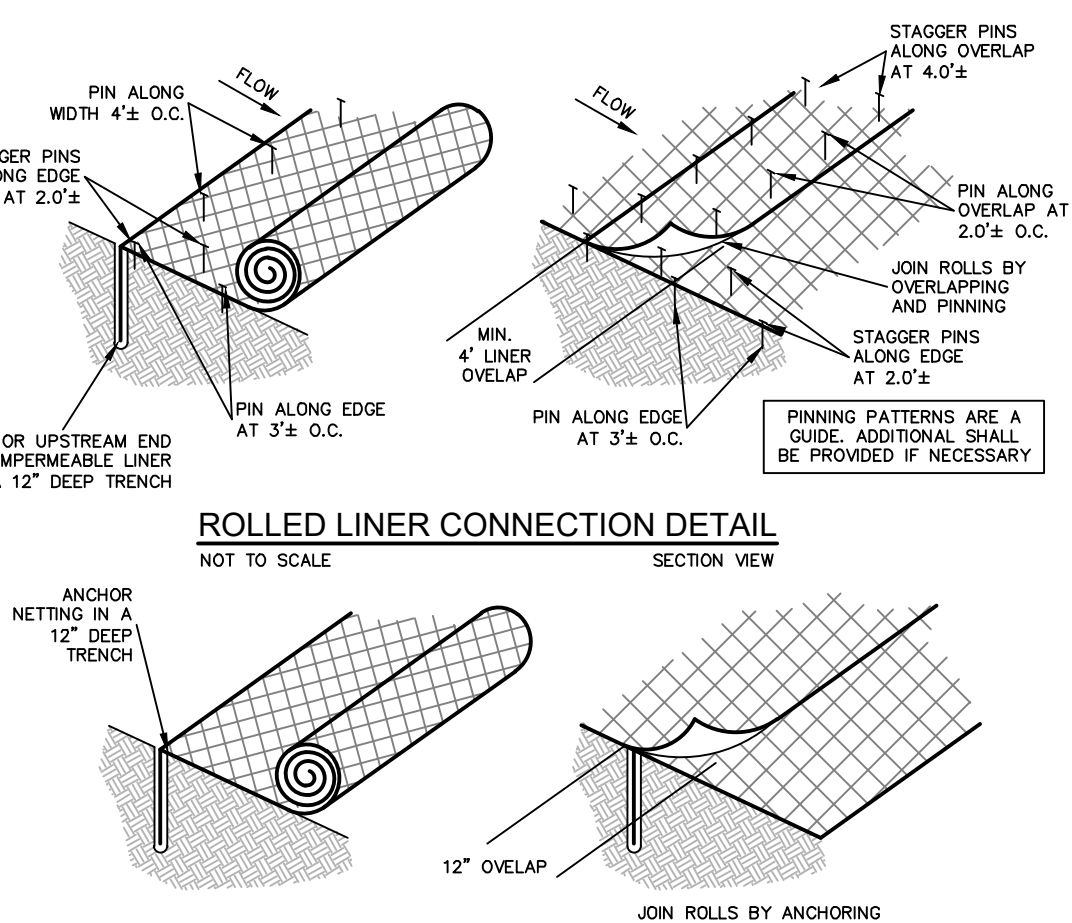 PIN ALONG
WIDTH 4'± O.C.
FLOW
GER PINS
NG EDGE
AT 2.0'±
PIN ALONG EDGE
AT 3'± O.C.
OR UPSTREAM END
MPERMEABLE LINER
12" DEEP TRENCH
STAGGER PINS
ALONG OVERLAP
AT 4.0'±
FLOW
PIN ALONG
OVERLAP AT
2.0'± O.C.
JOIN ROLLS BY
OVERLAPPING
AND PINNING
MIN.
4' LINER
OVELAP
STAGGER PINS
ALONG EDGE
AT 2.0'±
PIN ALONG EDGE
AT 3'± O.C.
PINNING PATTERNS ARE A
GUIDE. ADDITIONAL SHALL
BE PROVIDED IF NECESSARY
ROLLED LINER CONNECTION DETAIL
NOT TO SCALE
SECTION VIEW
ANCHOR
NETTING IN A
12" DEEP
TRENCH
12" OVELAP
JOIN ROLLS BY ANCHORING